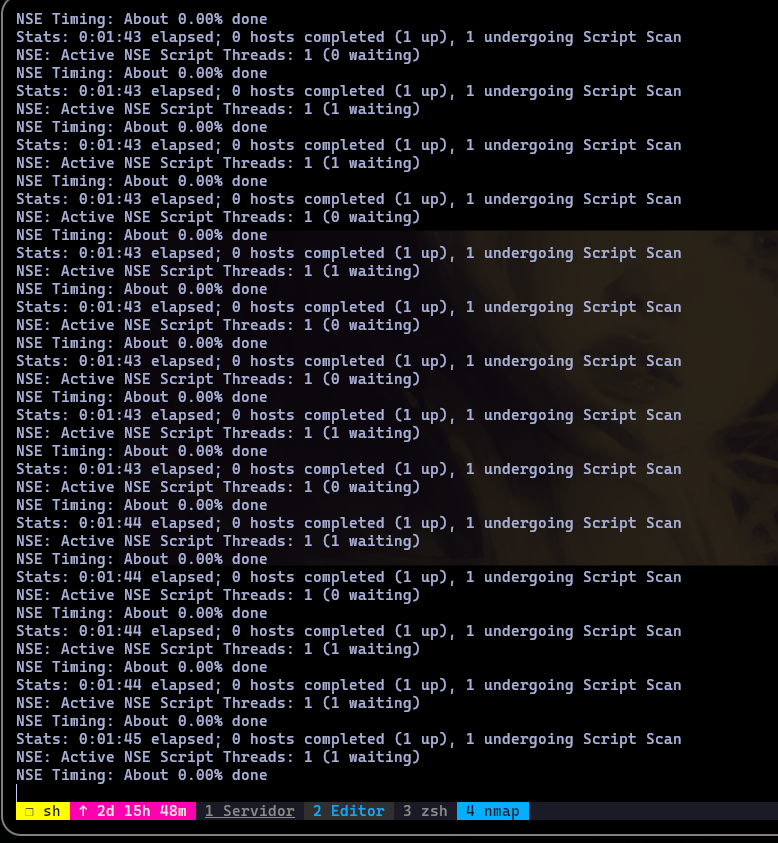 NSE Timing: About 0.00% done
Stats: 0:01:43 elapsed; 0 hosts completed (1 up), 1 undergoing Script Scan
NSE: Active NSE Script Threads: 1 (0 waiting)
NSE Timing: About 0.00% done
Stats: 0:01:43 elapsed; 0 hosts completed (1 up), 1 undergoing Script Scan
NSE: Active NSE Script Threads: 1 (1 waiting)
NSE Timing: About 0.00% done
Stats: 0:01:43 elapsed; 0 hosts completed (1 up), 1 undergoing Script Scan
NSE: Active NSE Script Threads: 1 (1 waiting)
NSE Timing: About 0.00% done
Stats: 0:01:43 elapsed; 0 hosts completed (1 up), 1 undergoing Script Scan
NSE: Active NSE Script Threads: 1 (0 waiting)
NSE Timing: About 0.00% done
Stats: 0:01:43 elapsed; 0 hosts completed (1 up), 1 undergoing Script Scan
NSE: Active NSE Script Threads: 1 (1 waiting)
NSE Timing: About 0.00% done
Stats: 0:01:43 elapsed; 0 hosts completed (1 up), 1 undergoing Script Scan
NSE: Active NSE Script Threads: 1 (0 waiting)
NSE Timing: About 0.00% done
Stats: 0:01:43 elapsed; 0 hosts completed (1 up), 1 undergoing Script Scan
NSE: Active NSE Script Threads: 1 (0 waiting)
NSE Timing: About 0.00% done
Stats: 0:01:43 elapsed; 0 hosts completed (1 up), 1 undergoing Script Scan
NSE: Active NSE Script Threads: 1 (1 waiting)
NSE Timing: About 0.00% done
Stats: 0:01:43 elapsed; 0 hosts completed (1 up), 1 undergoing Script Scan
NSE: Active NSE Script Threads: 1 (0 waiting)
NSE Timing: About 0.00% done
Stats: 0:01:44 elapsed; 0 hosts completed (1 up), 1 undergoing Script Scan
NSE: Active NSE Script Threads: 1 (1 waiting)
NSE Timing: About 0.00% done
Stats: 0:01:44 elapsed; 0 hosts completed (1 up), 1 undergoing Script Scan
NSE: Active NSE Script Threads: 1 (0 waiting)
NSE Timing: About 0.00% done
Stats: 0:01:44 elapsed; 0 hosts completed (1 up), 1 undergoing Script Scan
NSE: Active NSE Script Threads: 1 (1 waiting)
NSE Timing: About 0.00% done
Stats: 0:01:44 elapsed; 0 hosts completed (1 up), 1 undergoing Script Scan
NSE: Active NSE Script Threads: 1 (1 waiting)
NSE Timing: About 0.00% done
Stats: 0:01:45 elapsed; 0 hosts completed (1 up), 1 undergoing Script Scan
NSE: Active NSE Script Threads: 1 (1 waiting)
NSE Timing: About 0.00% done
❐ sh ↑ 2d 15h 48m 1 Servidor 2 Editor 3 zsh 4 nmap